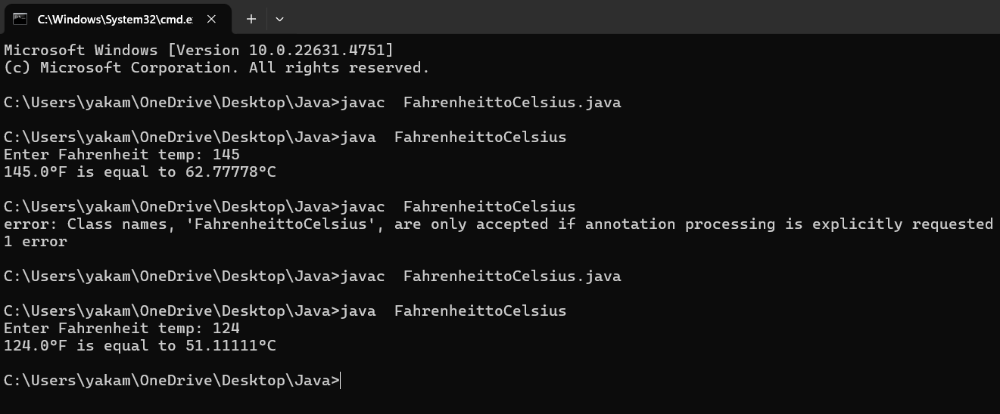 C:\Windows\System32\cmd.e
Microsoft Windows [Version 10.0.22631.4751]
(c) Microsoft Corporation. All rights reserved.
C:\Users\yakam\OneDrive\Desktop\Java>javac  FahrenheittoCelsius.java
C:\Users\yakam\OneDrive\Desktop\Java>java  FahrenheittoCelsius
Enter Fahrenheit temp: 145
145.0°F is equal to 62.77778°C
C:\Users\yakam\OneDrive\Desktop\Java>javac  FahrenheittoCelsius
error: Class names, 'FahrenheittoCelsius', are only accepted if annotation processing is explicitly requested
1 error
C:\Users\yakam\OneDrive\Desktop\Java>javac  FahrenheittoCelsius.java
C:\Users\yakam\OneDrive\Desktop\Java>java  FahrenheittoCelsius
Enter Fahrenheit temp: 124
124.0°F is equal to 51.11111°C
C:\Users\yakam\OneDrive\Desktop\Java>